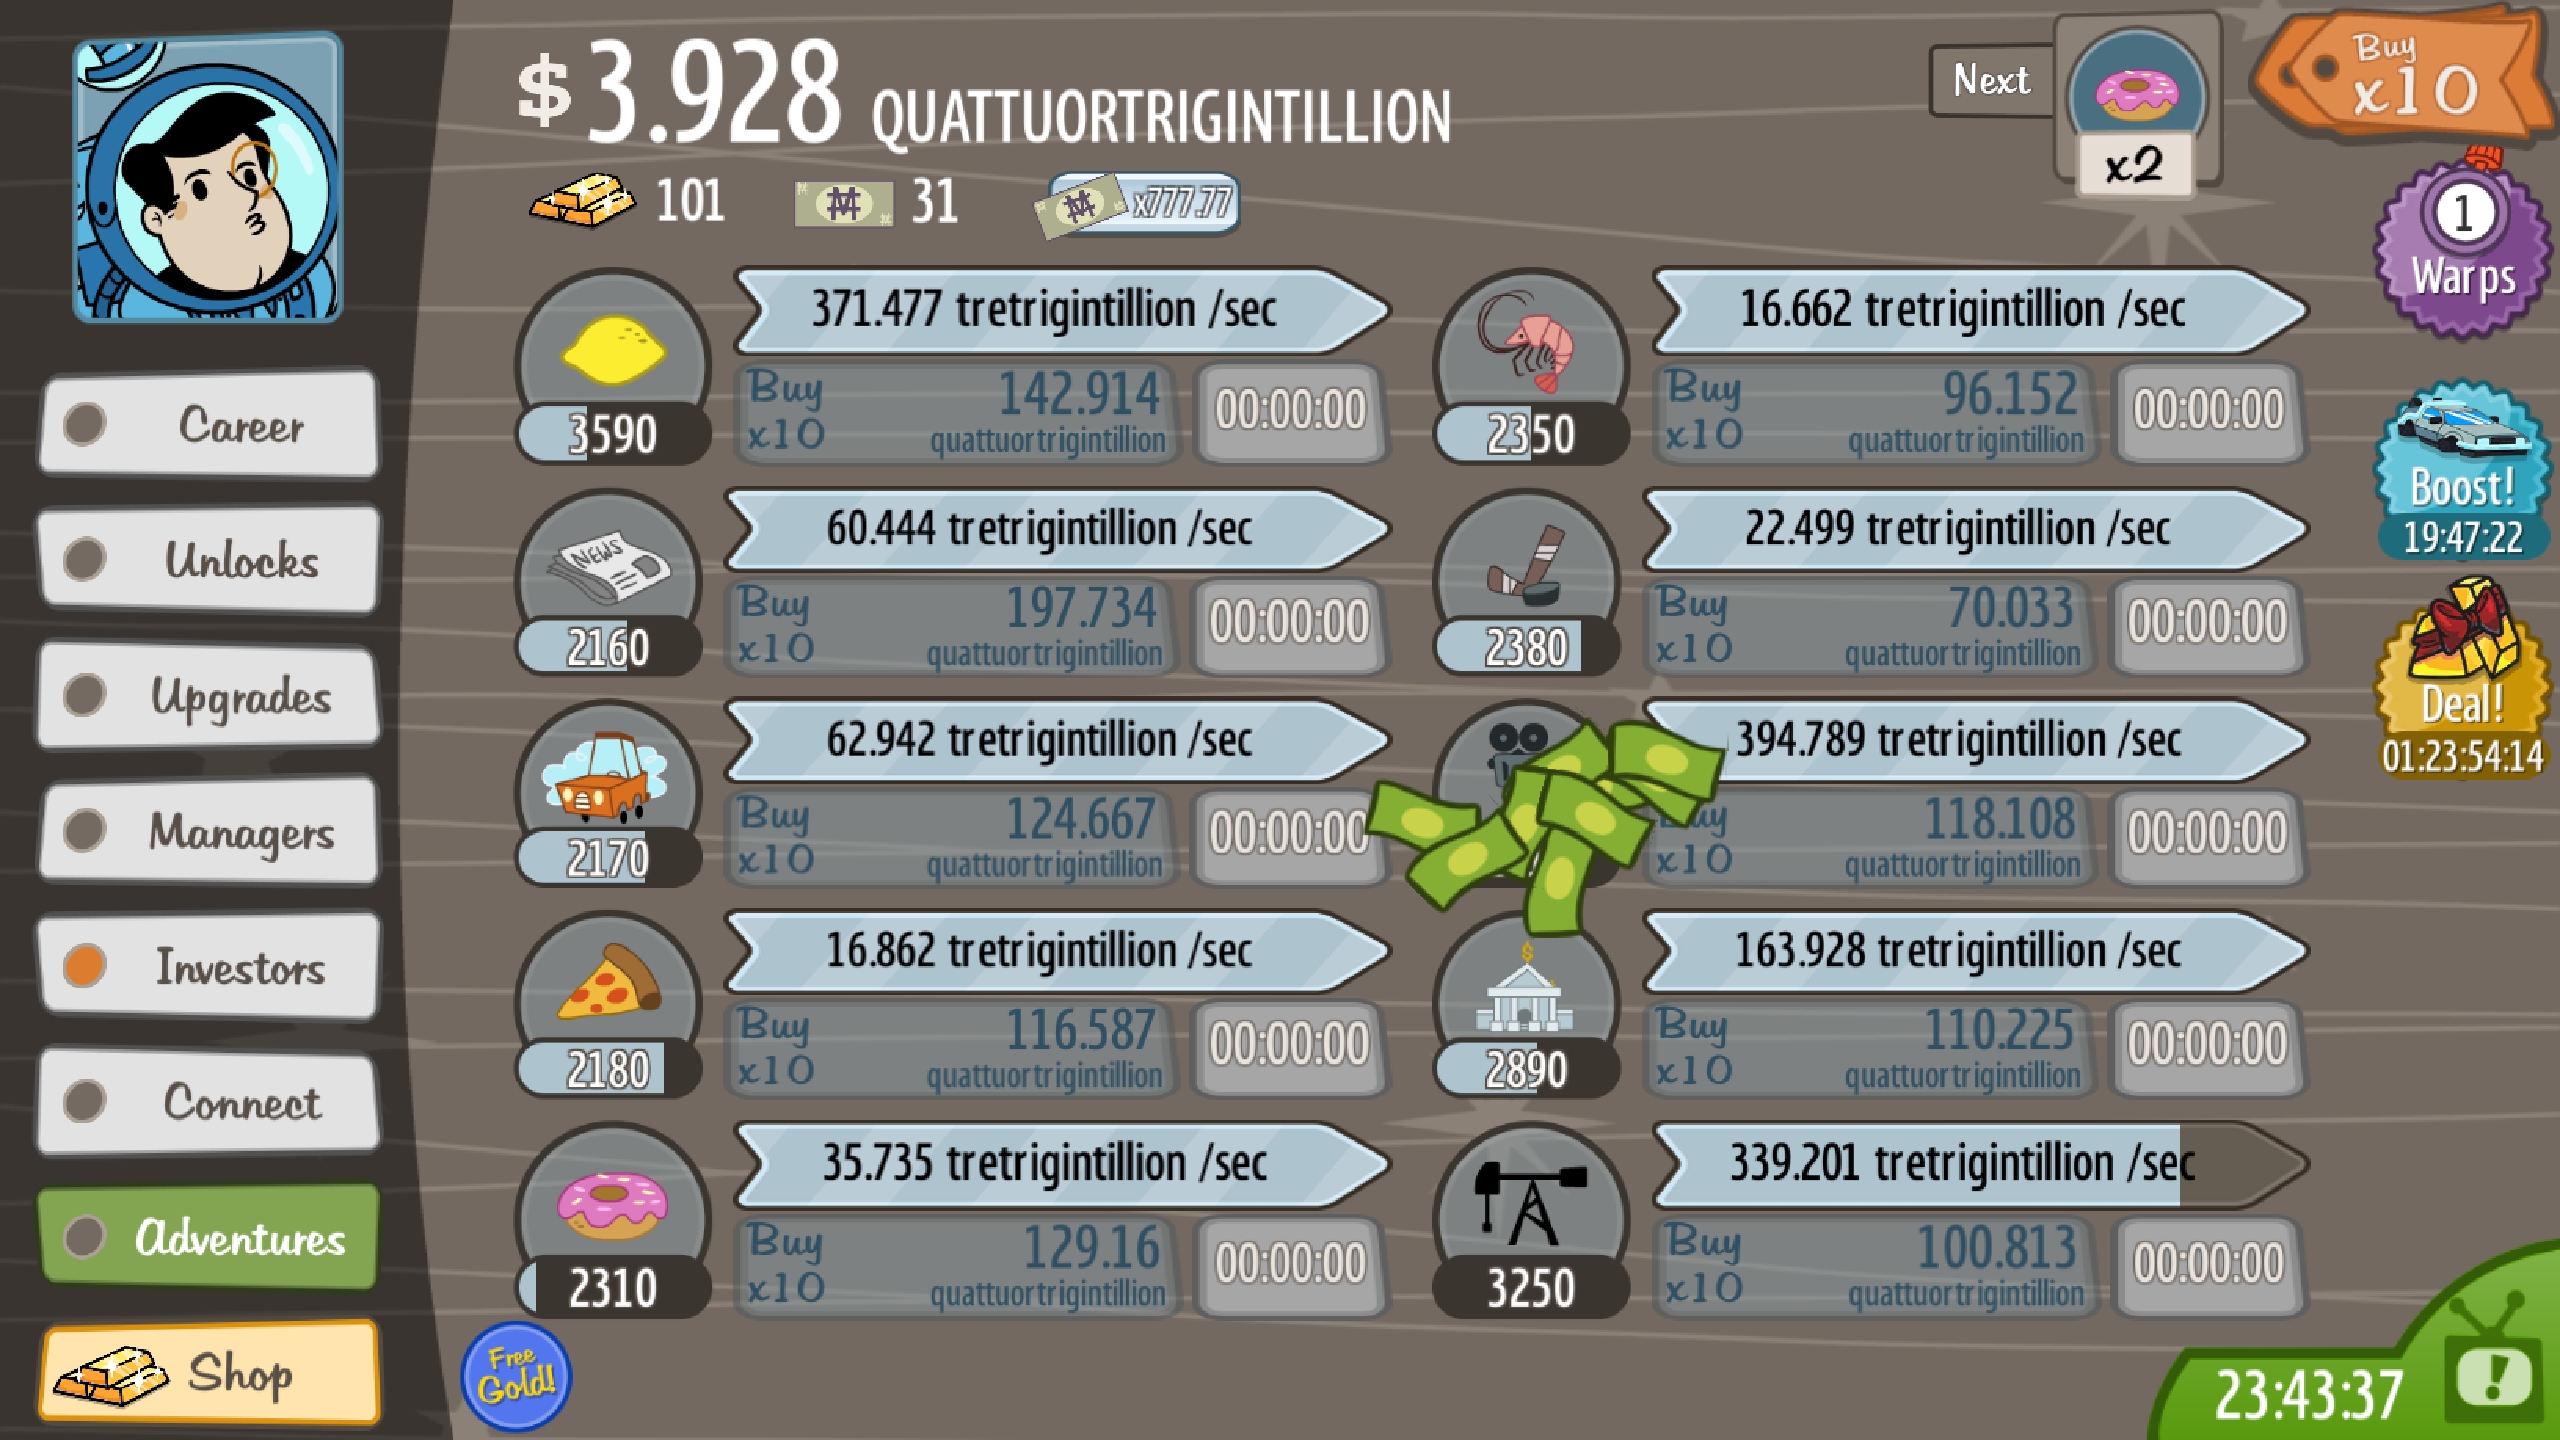 $3.928 QUATTUORTRIGINTILLION
Next
x2
Buy
x10
101
31
x777.77
1
Warps
Boost!
19:47:22
Deal!
01:23:54:14
Career
Unlocks
Upgrades
Managers
Investors
Connect
Adventures
Shop
371.477 tretrigintillion /sec
3590
Buy
x10
142.914
quattuortrigintillion
00:00:00
16.662 tretrigintillion /sec
2350
Buy
x10
96.152
quattuortrigintillion
00:00:00
NEWS
60.444 tretrigintillion /sec
2160
Buy
x10
197.734
quattuortrigintillion
00:00:00
22.499 tretrigintillion /sec
2380
Buy
x10
70.033
quattuortrigintillion
00:00:00
62.942 tretrigintillion /sec
2170
Buy
x10
124.667
quattuortrigintillion
00:00:00
394.789 tretrigintillion /sec
Buy
x10
118.108
quattuortrigintillion
00:00:00
16.862 tretrigintillion /sec
2180
Buy
x10
116.587
quattuortrigintillion
00:00:00
163.928 tretrigintillion /sec
2890
Buy
x10
110.225
quattuortrigintillion
00:00:00
35.735 tretrigintillion /sec
2310
Buy
x10
129.16
quattuortrigintillion
00:00:00
339.201 tretrigintillion /sec
3250
Buy
x10
100.813
quattuortrigintillion
00:00:00
Free
Gold!
23:43:37
!